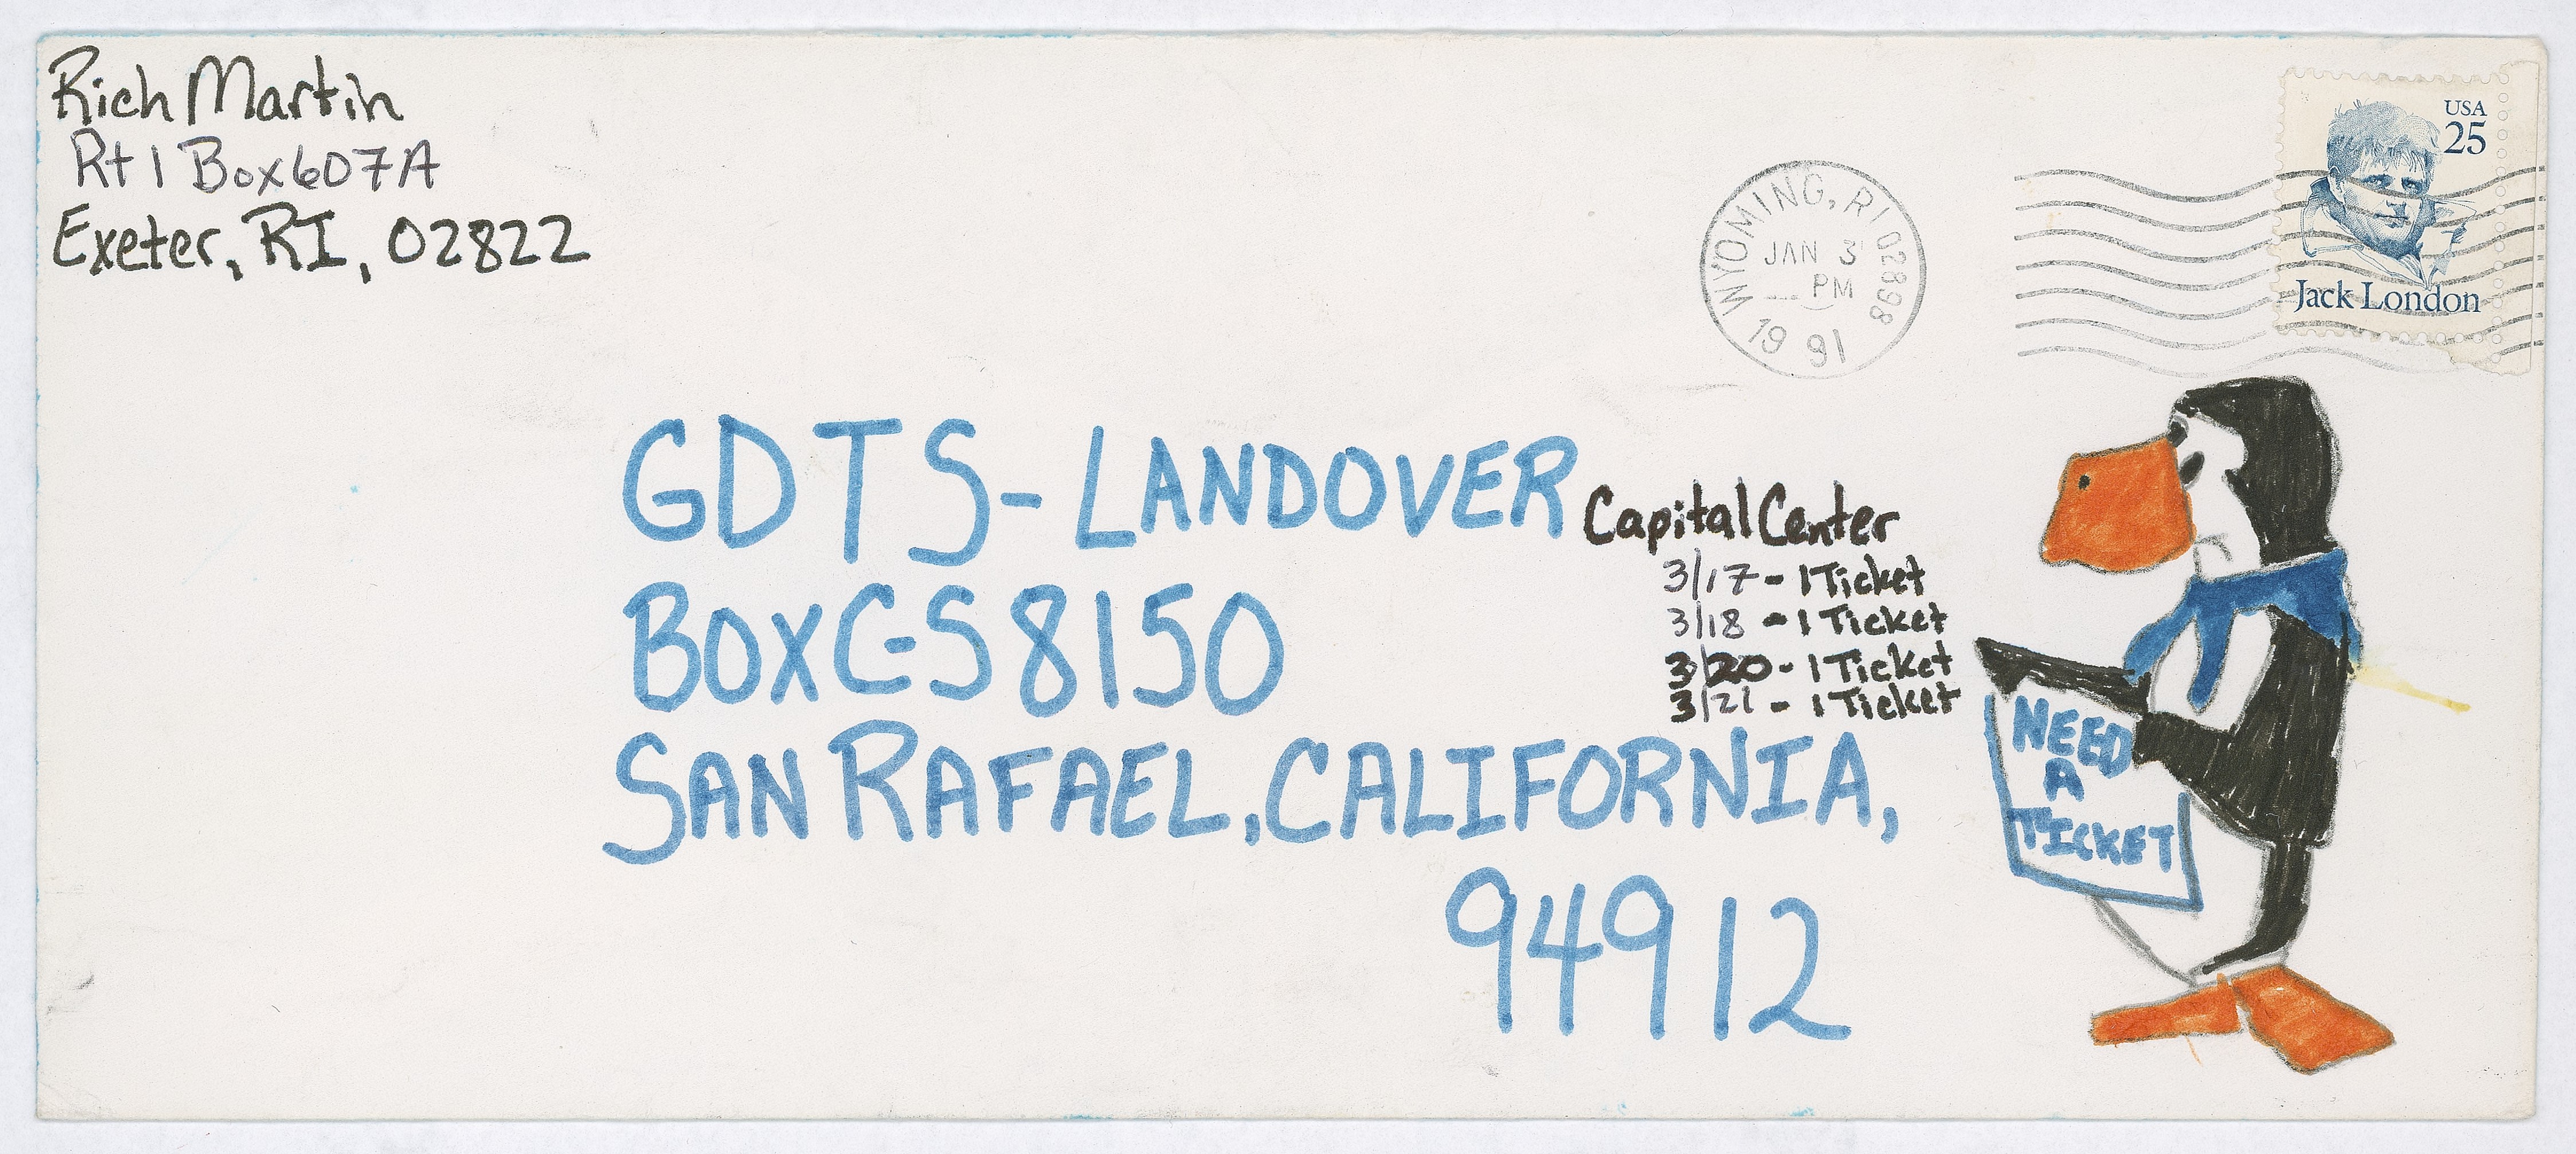 Rich Martin
Rt 1 Box 607A
Exeter, RI, 02822
WYOMING, RI 02898
JAN 3
PM
1991
USA
25
Jack London
GDTS - LANDOVER
Capital Center
3/17 - 1 Ticket
3/18 - 1 Ticket
3/20 - 1 Ticket
3/21 - 1 Ticket
BOX C-S 8150
SAN RAFAEL, CALIFORNIA,
94912
NEED
A
TICKET